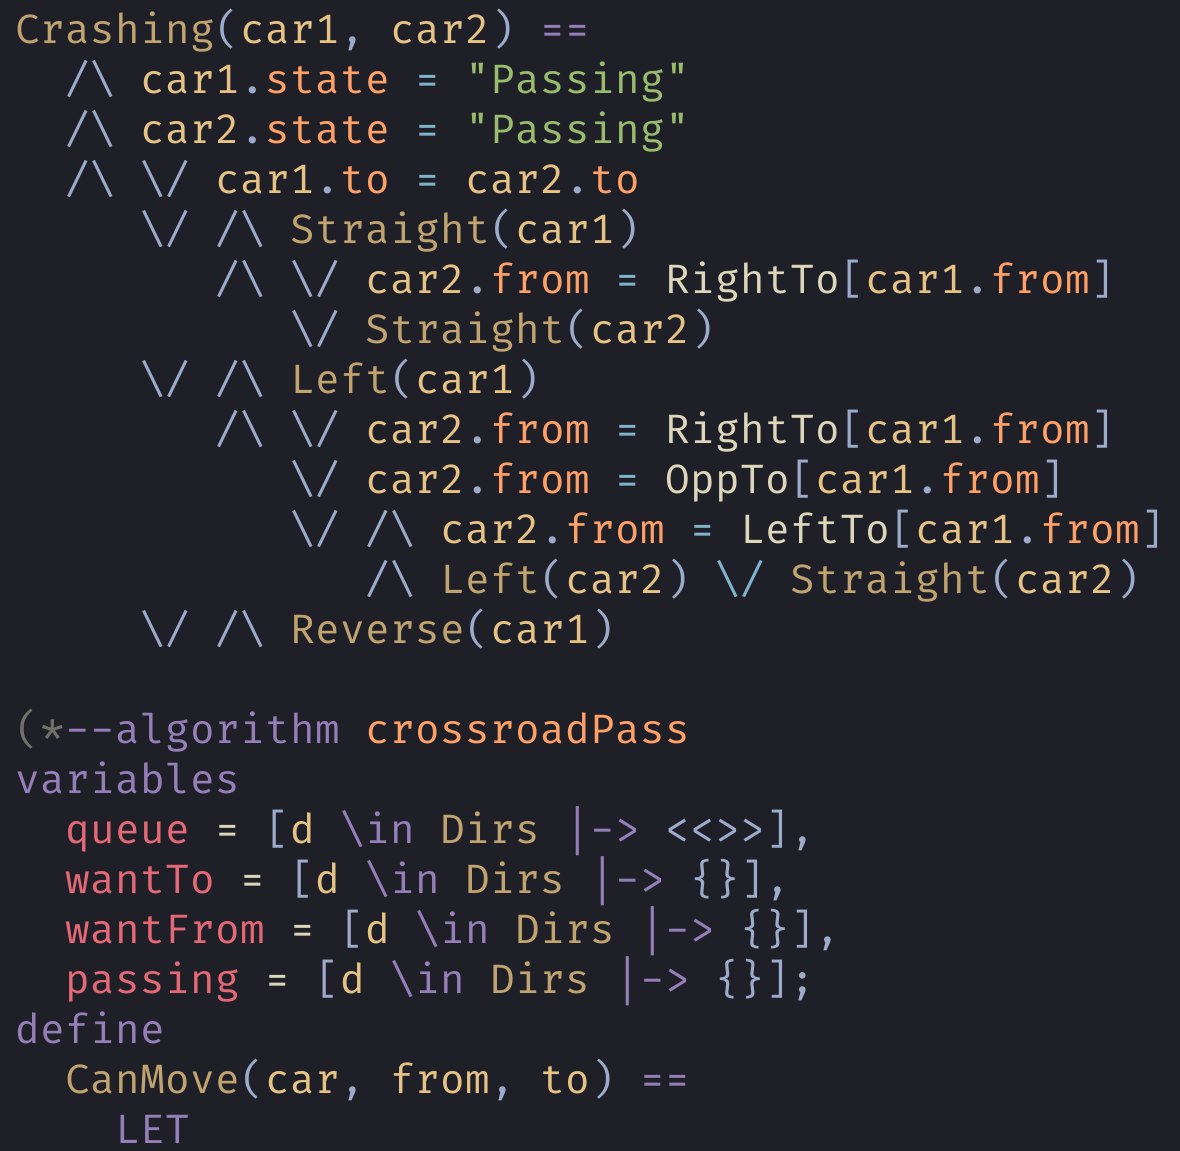 Crashing(car1, car2) ==
  /\ car1.state = "Passing"
  /\ car2.state = "Passing"
  /\ \/ car1.to = car2.to
     \/ /\ Straight(car1)
        /\ \/ car2.from = RightTo[car1.from]
           \/ Straight(car2)
     \/ /\ Left(car1)
        /\ \/ car2.from = RightTo[car1.from]
           \/ car2.from = OppTo[car1.from]
           \/ /\ car2.from = LeftTo[car1.from]
              /\ Left(car2) \/ Straight(car2)
     \/ /\ Reverse(car1)

(*--algorithm crossroadPass
variables
  queue = [d \in Dirs |-> <<>>],
  wantTo = [d \in Dirs |-> {}],
  wantFrom = [d \in Dirs |-> {}],
  passing = [d \in Dirs |-> {}];
define
  CanMove(car, from, to) ==
    LET